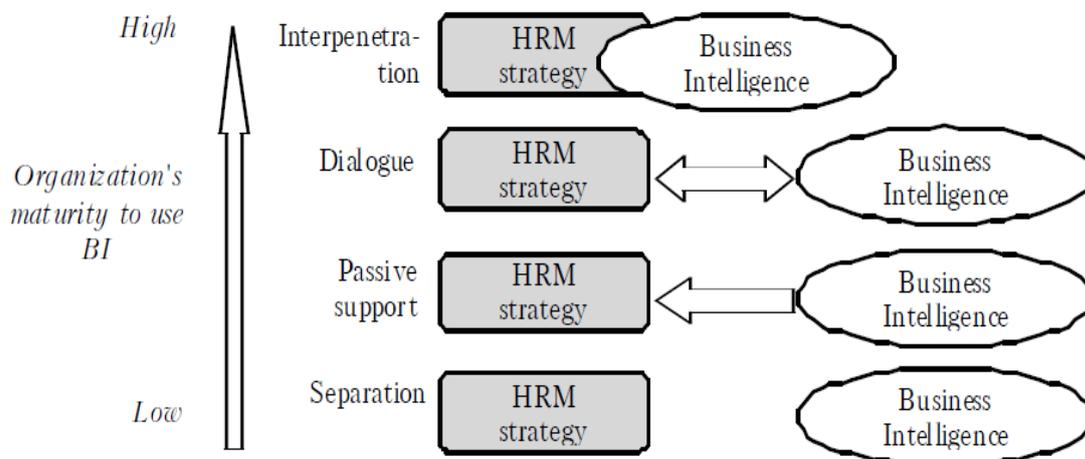 High
Interpenetra-
tion
HRM
strategy
Business
Intelligence
Organization's
maturity to use
BI
Dialogue
HRM
strategy
Business
Intelligence
Passive
support
HRM
strategy
Business
Intelligence
Low
Separation
HRM
strategy
Business
Intelligence